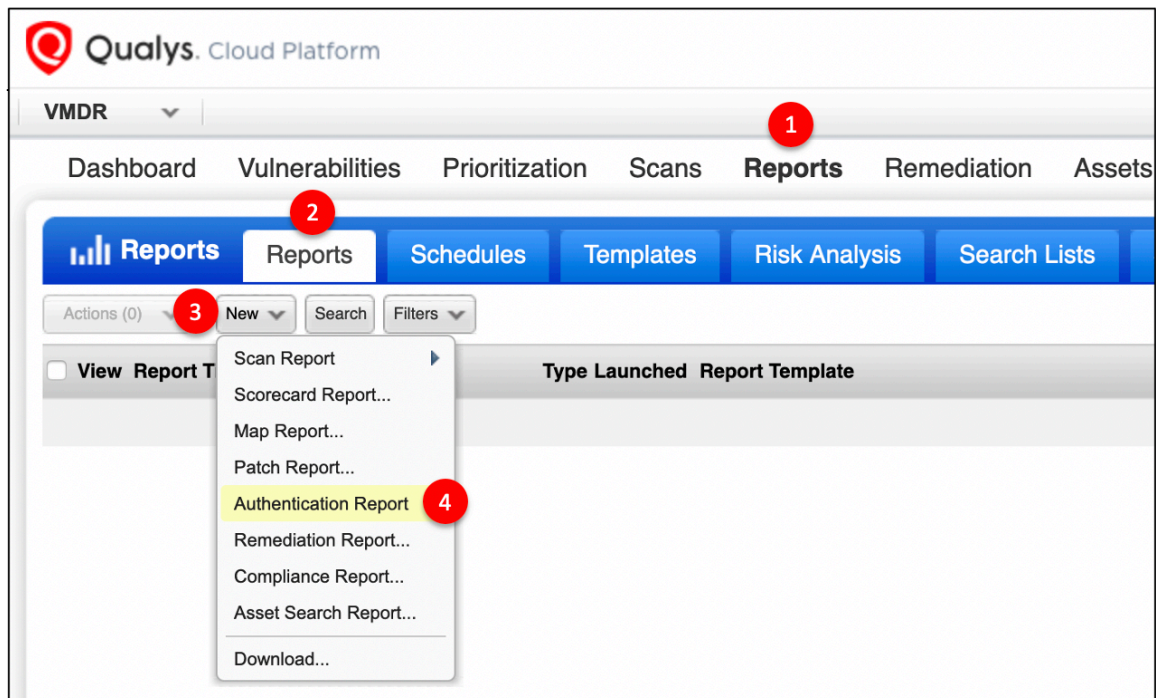 Qualys. Cloud Platform
VMDR
1
Dashboard Vulnerabilities Prioritization Scans Reports Remediation Assets
2
Reports Reports Schedules Templates Risk Analysis Search Lists
Actions (0) 3 New Search Filters
View Report T Type Launched Report Template
Scan Report
Scorecard Report...
Map Report...
Patch Report...
Authentication Report 4
Remediation Report...
Compliance Report...
Asset Search Report...
Download...